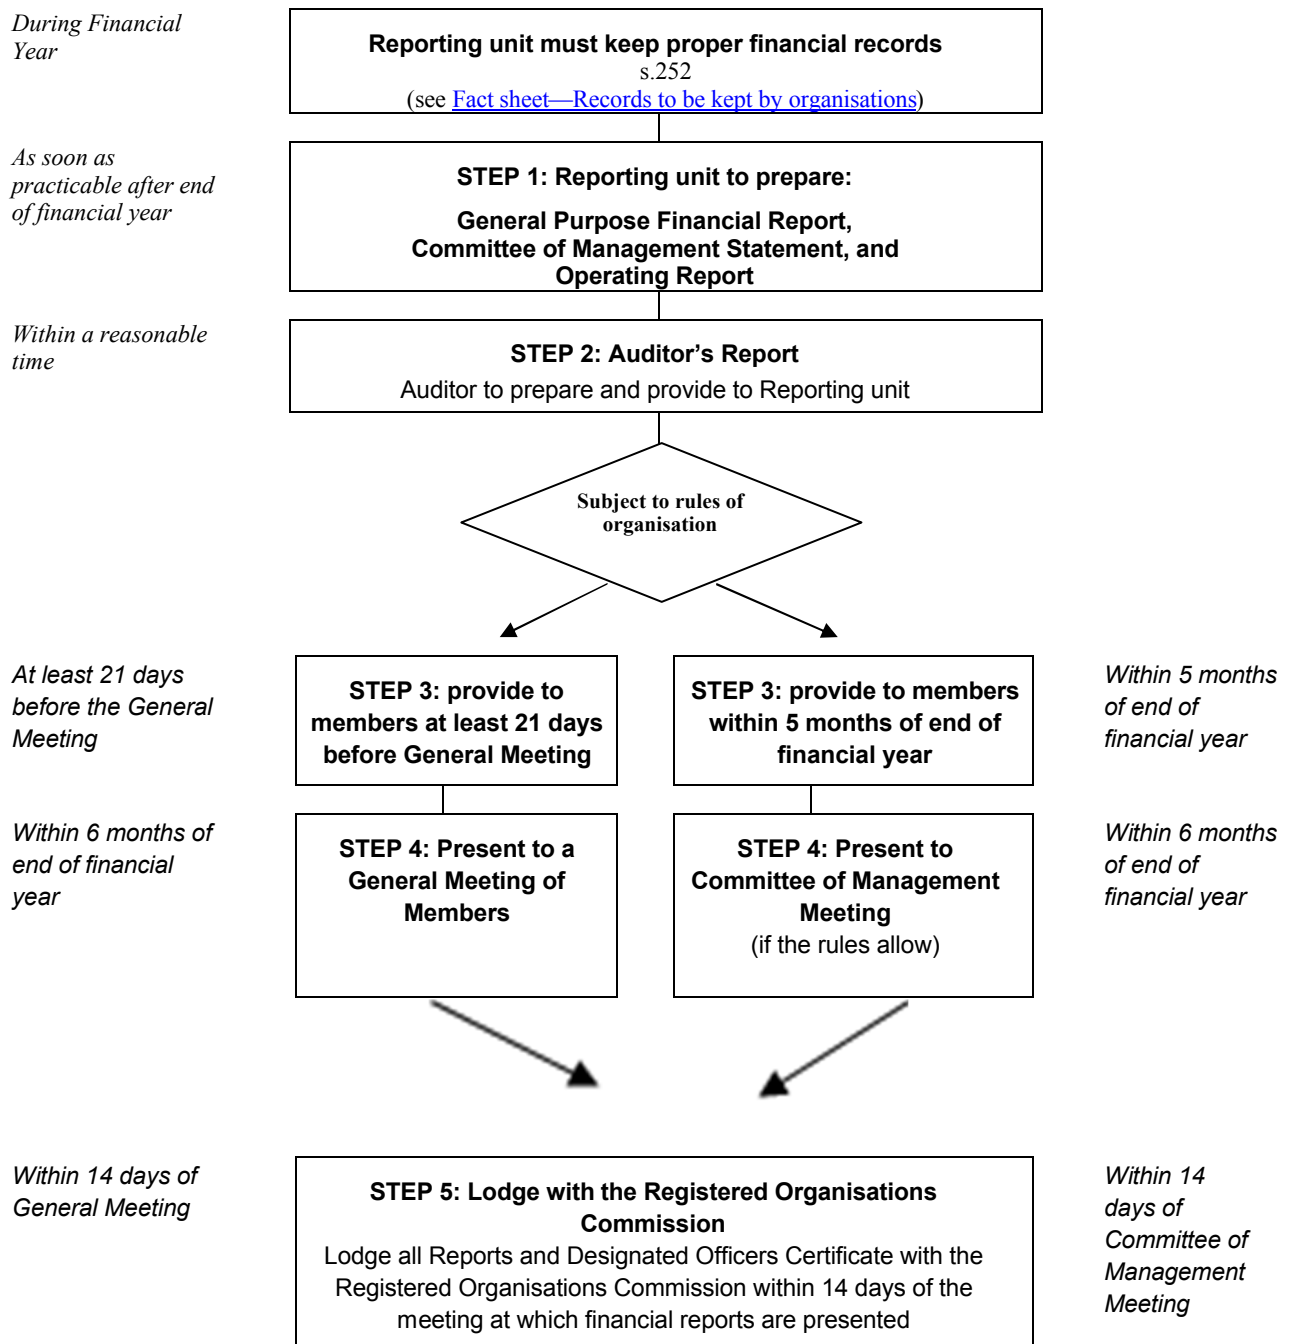 During Financial
Year
Reporting unit must keep proper financial records
s.252
(see Fact sheet—Records to be kept by organisations)
As soon as
practicable after end
of financial year
STEP 1: Reporting unit to prepare:
General Purpose Financial Report,
Committee of Management Statement, and
Operating Report
Within a reasonable
time
STEP 2: Auditor's Report
Auditor to prepare and provide to Reporting unit
Subject to rules of
organisation
At least 21 days
before the General
Meeting
STEP 3: provide to
members at least 21 days
before General Meeting
STEP 3: provide to members
within 5 months of end of
financial year
Within 5 months
of end of
financial year
Within 6 months of
end of financial
year
STEP 4: Present to a
General Meeting of
Members
STEP 4: Present to
Committee of Management
Meeting
(if the rules allow)
Within 6 months
of end of
financial year
Within 14 days of
General Meeting
STEP 5: Lodge with the Registered Organisations
Commission
Lodge all Reports and Designated Officers Certificate with the
Registered Organisations Commission within 14 days of the
meeting at which financial reports are presented
Within 14
days of
Committee of
Management
Meeting